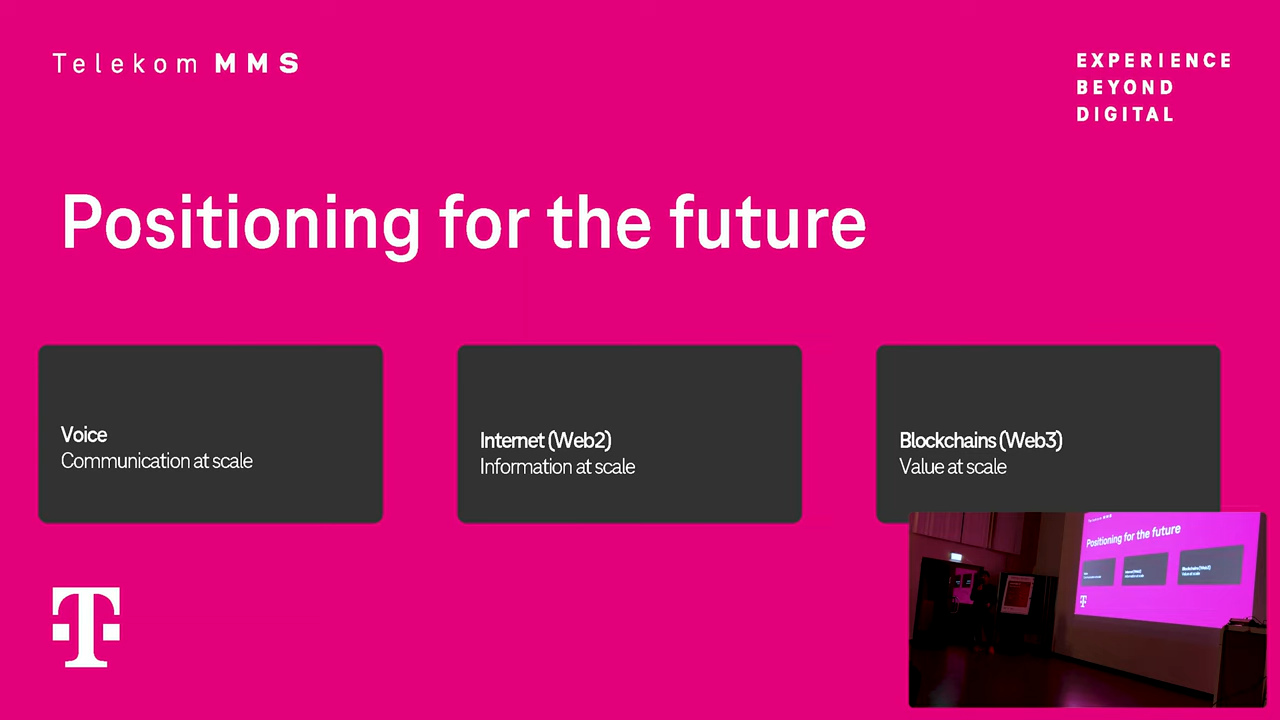 Telekom MMS
EXPERIENCE
BEYOND
DIGITAL
Positioning for the future
Voice
Communication at scale
Internet (Web2)
Information at scale
Blockchains (Web3)
Value at scale
T
Positioning for the future